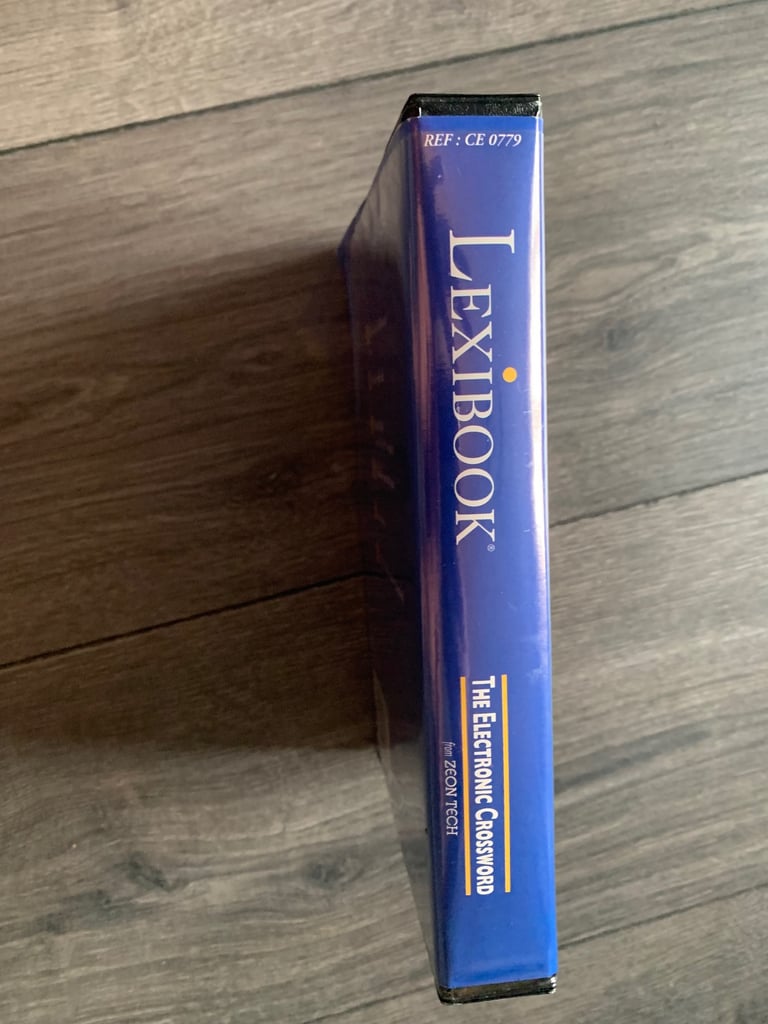 REF : CE 0779
LEXIBOOK®
THE ELECTRONIC CROSSWORD
from ZEON TECH